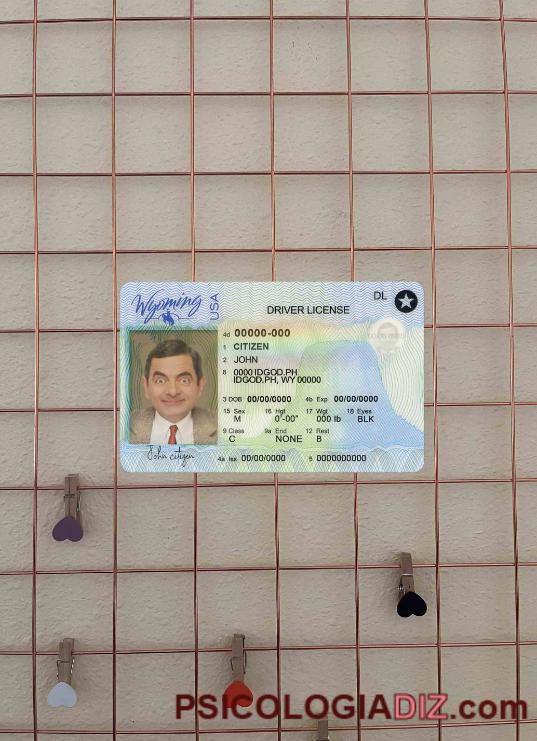 Wyoming USA
DL
DRIVER LICENSE
4d 00000-000
1 CITIZEN
2 JOHN
8 0000 IDGOD.PH
IDGOD.PH, WY 00000
3 DOB 00/00/0000 4b Exp 00/00/0000
15 Sex 16 Hgt 17 Wgt 18 Eyes
M 0'-00" 000 lb BLK
9 Class 9a End 12 Rest
C NONE B
John citizen
4a Iss 00/00/0000 5 0000000000
PSICOLOGIADIZ.com